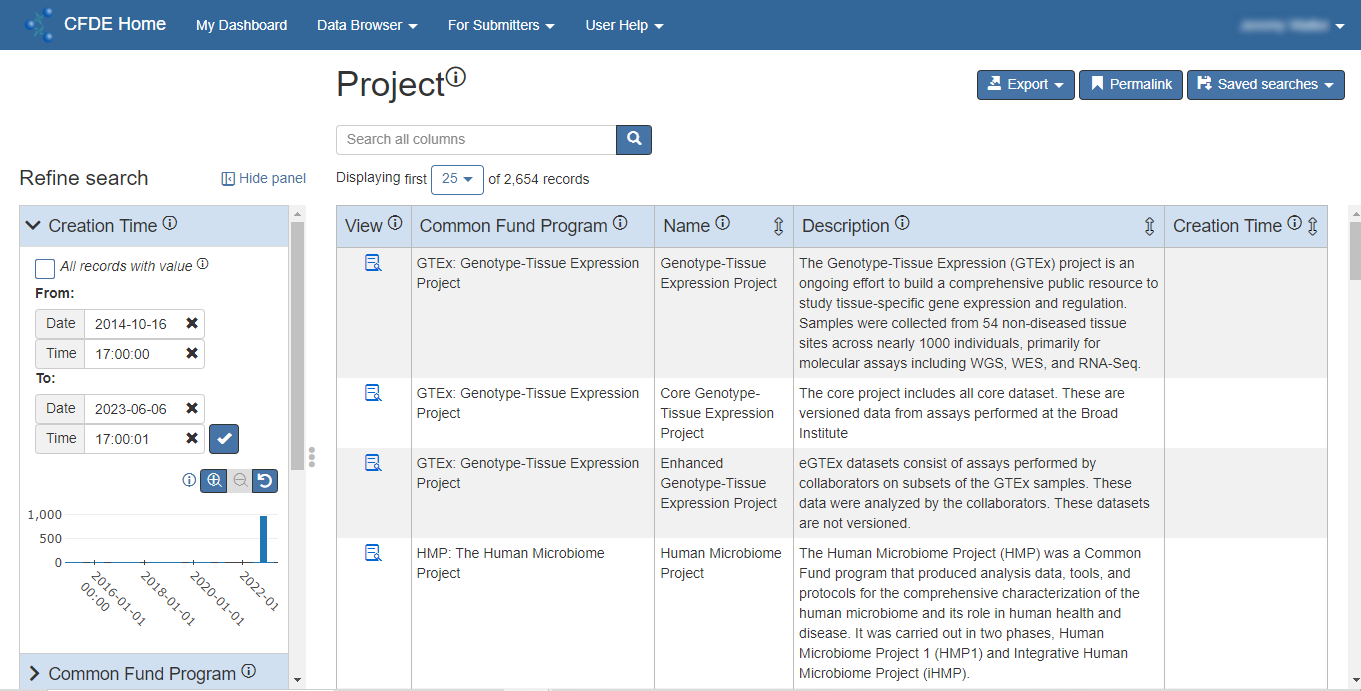 CFDE Home My Dashboard Data Browser For Submitters User Help
Project
Export Permalink Saved searches
Search all columns
Refine search Hide panel
Displaying first 25 of 2,654 records
Creation Time
All records with value
From:
Date 2014-10-16
Time 17:00:00
To:
Date 2023-06-06
Time 17:00:01
1,000
500
0
2016-01-01
00:00
2018-01-01
2020-01-01
2022-01
Common Fund Program
View Common Fund Program Name Description Creation Time
GTEx: Genotype-Tissue Expression
Project
Genotype-Tissue
Expression Project
The Genotype-Tissue Expression (GTEx) project is an
ongoing effort to build a comprehensive public resource to
study tissue-specific gene expression and regulation.
Samples were collected from 54 non-diseased tissue
sites across nearly 1000 individuals, primarily for
molecular assays including WGS, WES, and RNA-Seq.
GTEx: Genotype-Tissue Expression
Project
Core Genotype-
Tissue Expression
Project
The core project includes all core dataset. These are
versioned data from assays performed at the Broad
Institute
GTEx: Genotype-Tissue Expression
Project
Enhanced
Genotype-Tissue
Expression Project
eGTEx datasets consist of assays performed by
collaborators on subsets of the GTEx samples. These
data were analyzed by the collaborators. These datasets
are not versioned.
HMP: The Human Microbiome
Project
Human Microbiome
Project
The Human Microbiome Project (HMP) was a Common
Fund program that produced analysis data, tools, and
protocols for the comprehensive characterization of the
human microbiome and its role in human health and
disease. It was carried out in two phases, Human
Microbiome Project 1 (HMP1) and Integrative Human
Microbiome Project (iHMP).